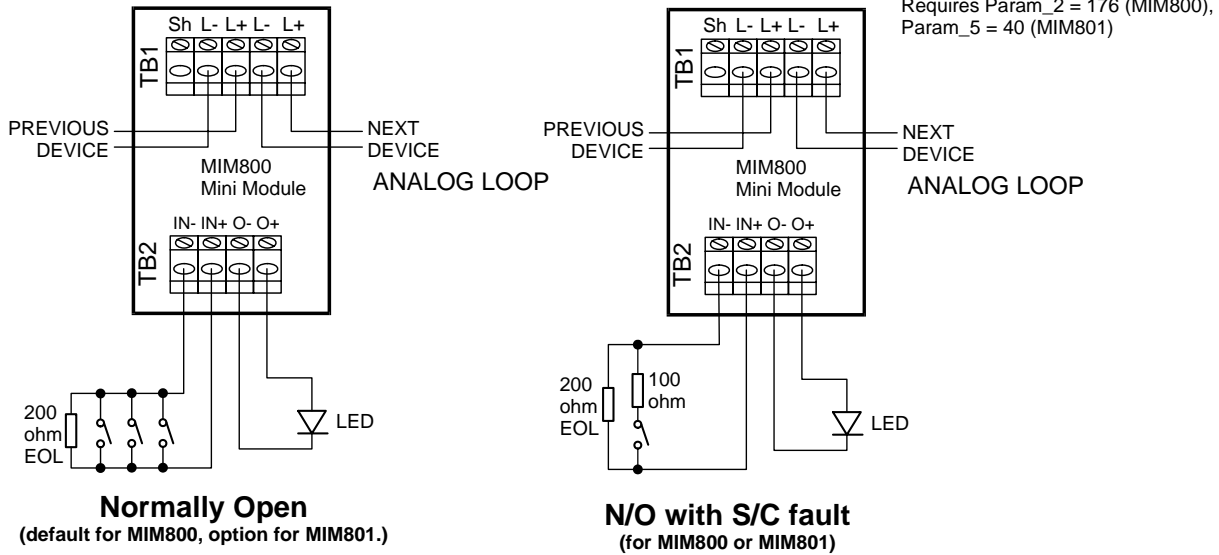 Requires Param_2 = 176 (MIM800),
Param_5 = 40 (MIM801)
Sh L- L+ L- L+
TB1
PREVIOUS
DEVICE
NEXT
DEVICE
MIM800
Mini Module
ANALOG LOOP
IN- IN+ O- O+
TB2
200
ohm
EOL
LED
Normally Open
(default for MIM800, option for MIM801.)
Sh L- L+ L- L+
TB1
PREVIOUS
DEVICE
NEXT
DEVICE
MIM800
Mini Module
ANALOG LOOP
IN- IN+ O- O+
TB2
200
ohm
EOL
100
ohm
LED
N/O with S/C fault
(for MIM800 or MIM801)